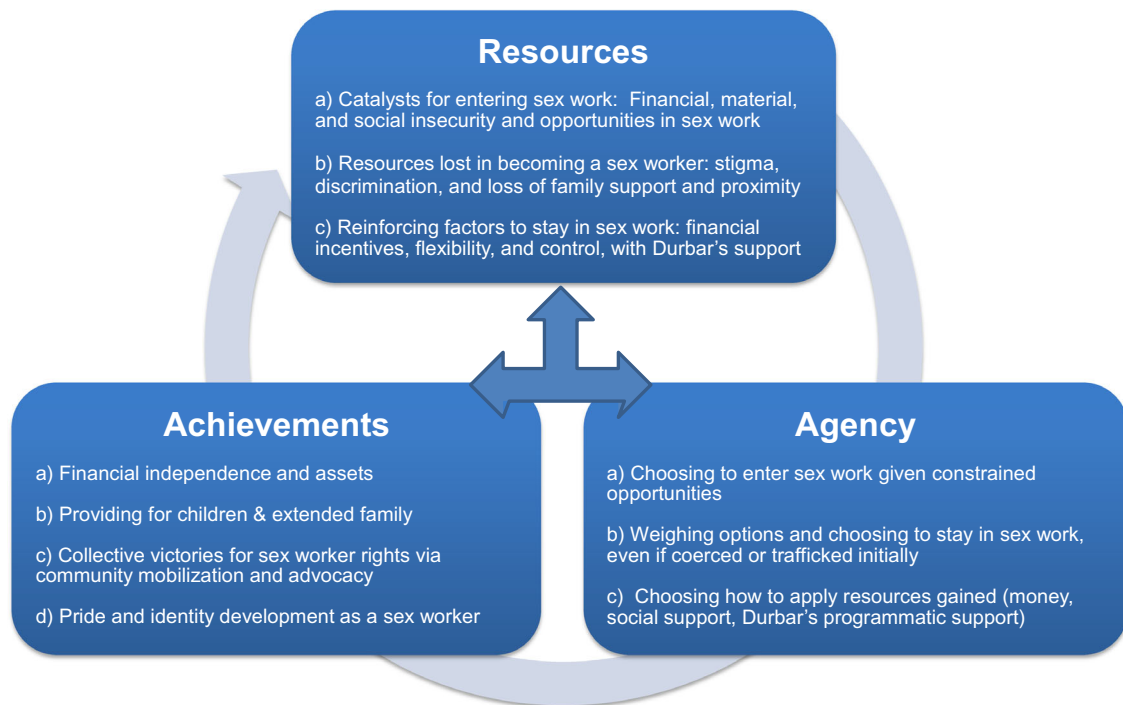 Resources
a) Catalysts for entering sex work:  Financial, material,
and social insecurity and opportunities in sex work
b) Resources lost in becoming a sex worker: stigma,
discrimination, and loss of family support and proximity
c) Reinforcing factors to stay in sex work: financial
incentives, flexibility, and control, with Durbar’s support
Achievements
a) Financial independence and assets
b) Providing for children & extended family
c) Collective victories for sex worker rights via
community mobilization and advocacy
d) Pride and identity development as a sex worker
Agency
a) Choosing to enter sex work given constrained
opportunities
b) Weighing options and choosing to stay in sex work,
even if coerced or trafficked initially
c)  Choosing how to apply resources gained (money,
social support, Durbar’s programmatic support)